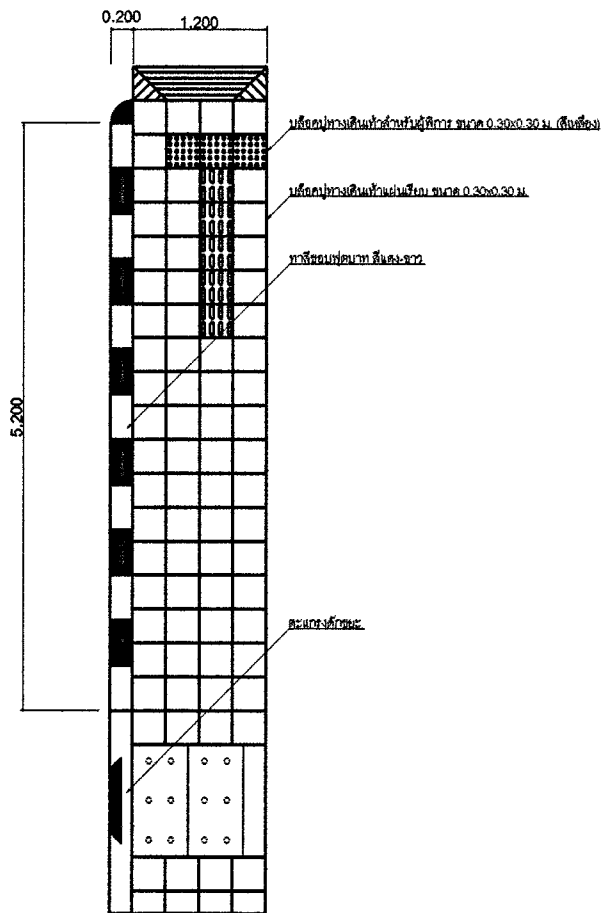 0.200
1.200
บล็อคปูทางเดินเท้าสำหรับผู้พิการ ขนาด 0.30x0.30 ม. (สีเหลือง)
บล็อคปูทางเดินเท้าแผ่นเรียบ ขนาด 0.30x0.30 ม.
ทาสีขอบฟุตบาท สีแดง-ขาว
5.200
ตะแกรงดักขยะ